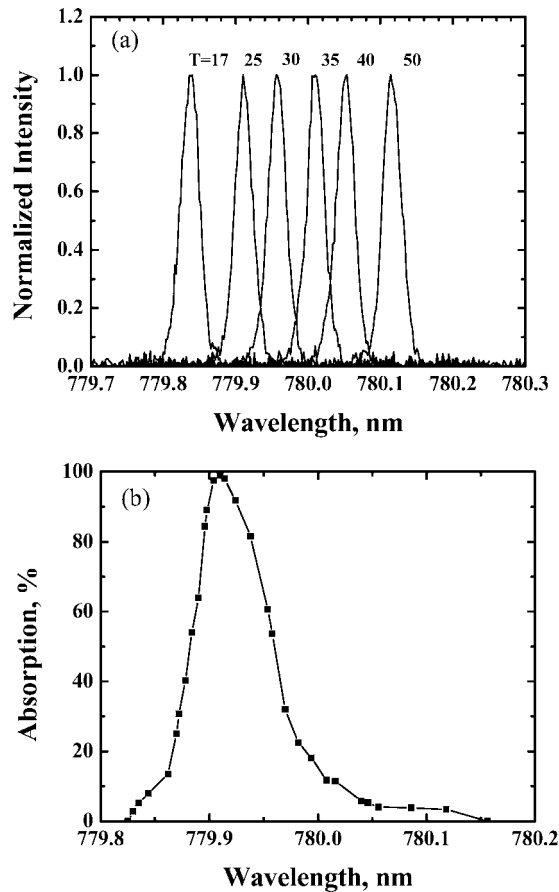 (a)
T=17 25 30 35 40 50
1.2
1.0
0.8
0.6
0.4
0.2
0.0
Normalized Intensity
779.7 779.8 779.9 780.0 780.1 780.2 780.3
Wavelength, nm
(b)
100
80
60
40
20
0
Absorption, %
779.8 779.9 780.0 780.1 780.2
Wavelength, nm